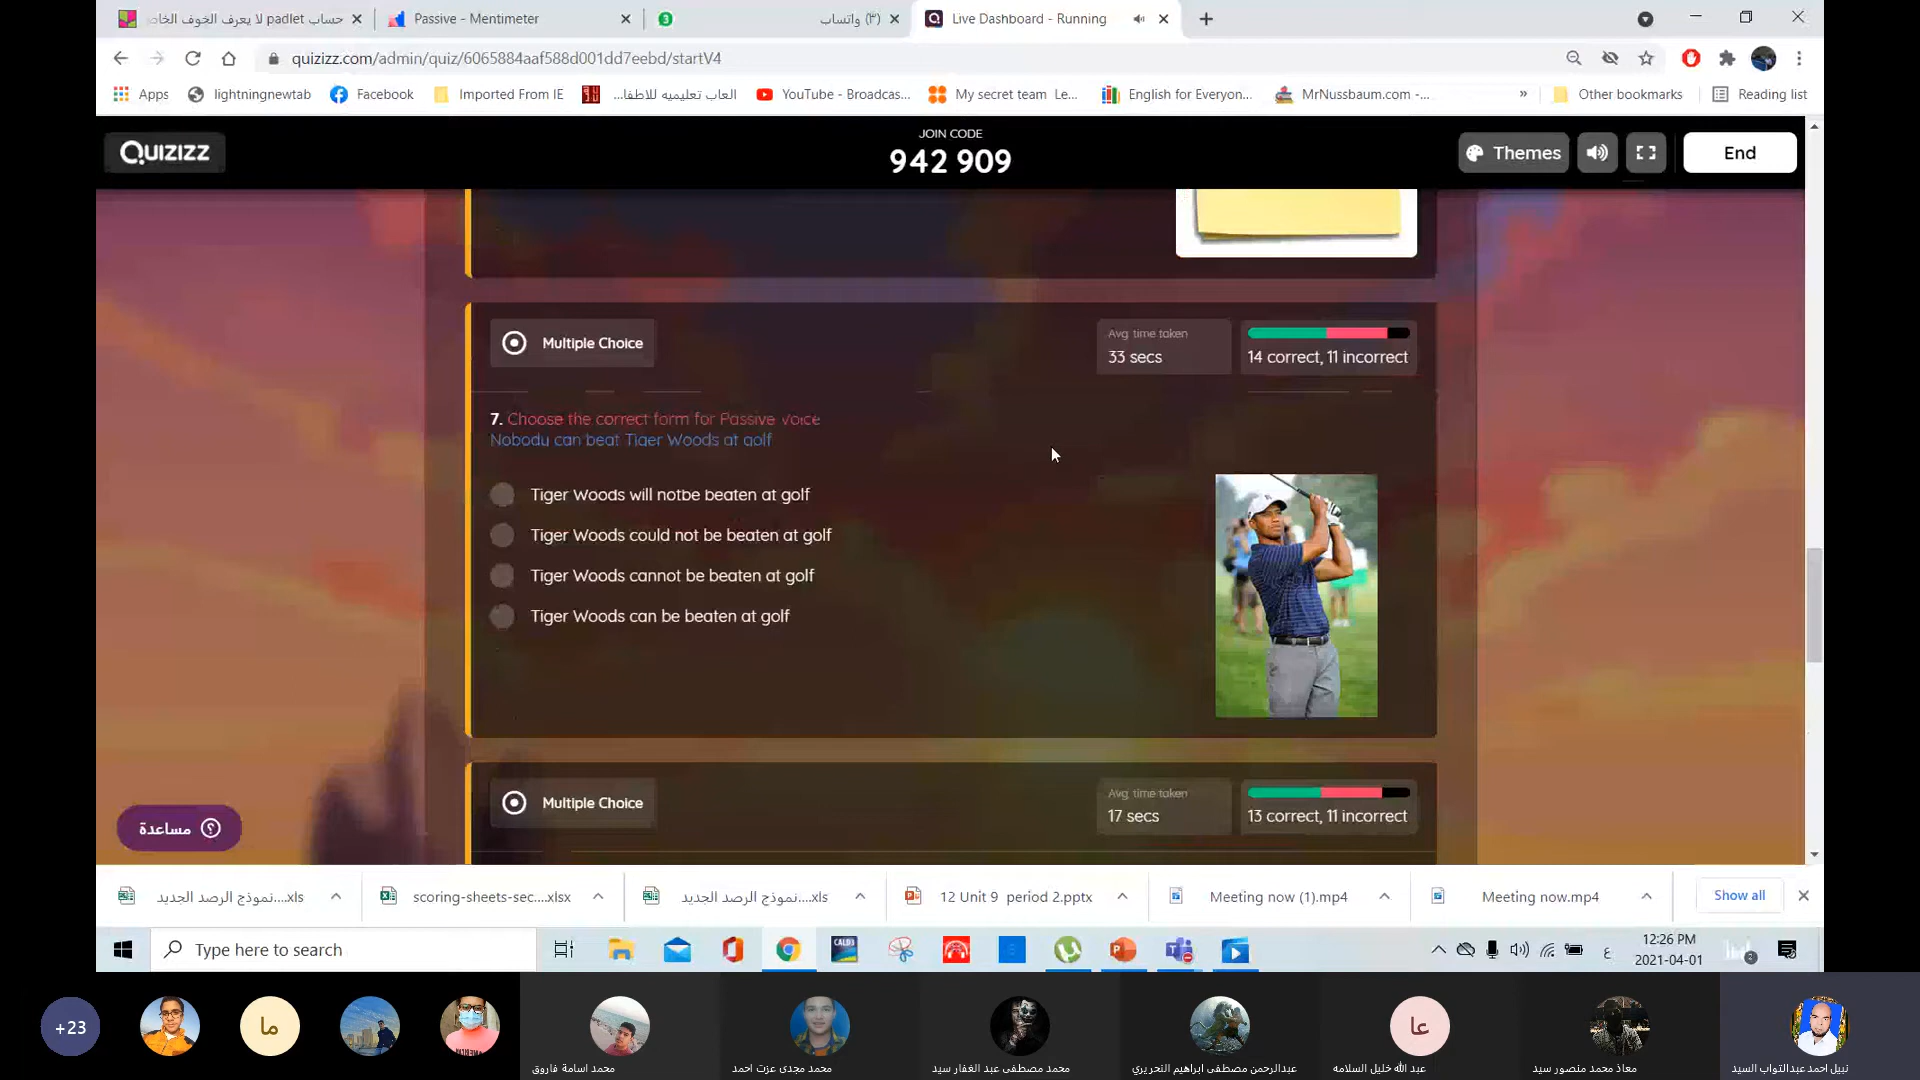 حساب padlet لا يعرف الخوف الخاص
Passive - Mentimeter
(٣) واتساب
Live Dashboard - Running
quizizz.com/admin/quiz/6065884aaf588d001dd7eebd/startV4
Apps
lightningnewtab
Facebook
Imported From IE
العاب تعليميه للاطفا...
YouTube - Broadcas...
My secret team Le...
English for Everyon...
MrNussbaum.com -...
»
Other bookmarks
Reading list
Quizizz
JOIN CODE
942 909
Themes
End
Multiple Choice
Avg time taken
33 secs
14 correct, 11 incorrect
7. Choose the correct form for Passive Voice
Nobody can beat Tiger Woods at golf
Tiger Woods will notbe beaten at golf
Tiger Woods could not be beaten at golf
Tiger Woods cannot be beaten at golf
Tiger Woods can be beaten at golf
Multiple Choice
Avg time taken
17 secs
13 correct, 11 incorrect
مساعدة
نموذج الرصد الجديد....xls
scoring-sheets-sec....xlsx
نموذج الرصد الجديد....xls
12 Unit 9 period 2.pptx
Meeting now (1).mp4
Meeting now.mp4
Show all
Type here to search
ع
12:26 PM
2021-04-01
2
+23
ما
عا
محمد اسامة فاروق
محمد مجدى عزت احمد
محمد مصطفى عبد الغفار سيد
عبدالرحمن مصطفى ابراهيم التحريري
عبد الله خليل السلامه
معاذ محمد منصور سيد
نبيل احمد عبدالتواب السيد